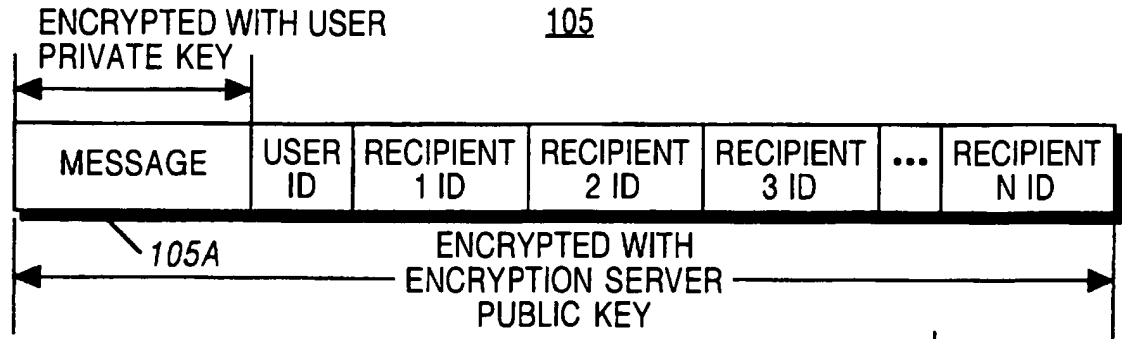 ENCRYPTED WITH USER
PRIVATE KEY
105
MESSAGE
USER
ID
RECIPIENT
1 ID
RECIPIENT
2 ID
RECIPIENT
3 ID
...
RECIPIENT
N ID
105A
ENCRYPTED WITH
ENCRYPTION SERVER
PUBLIC KEY